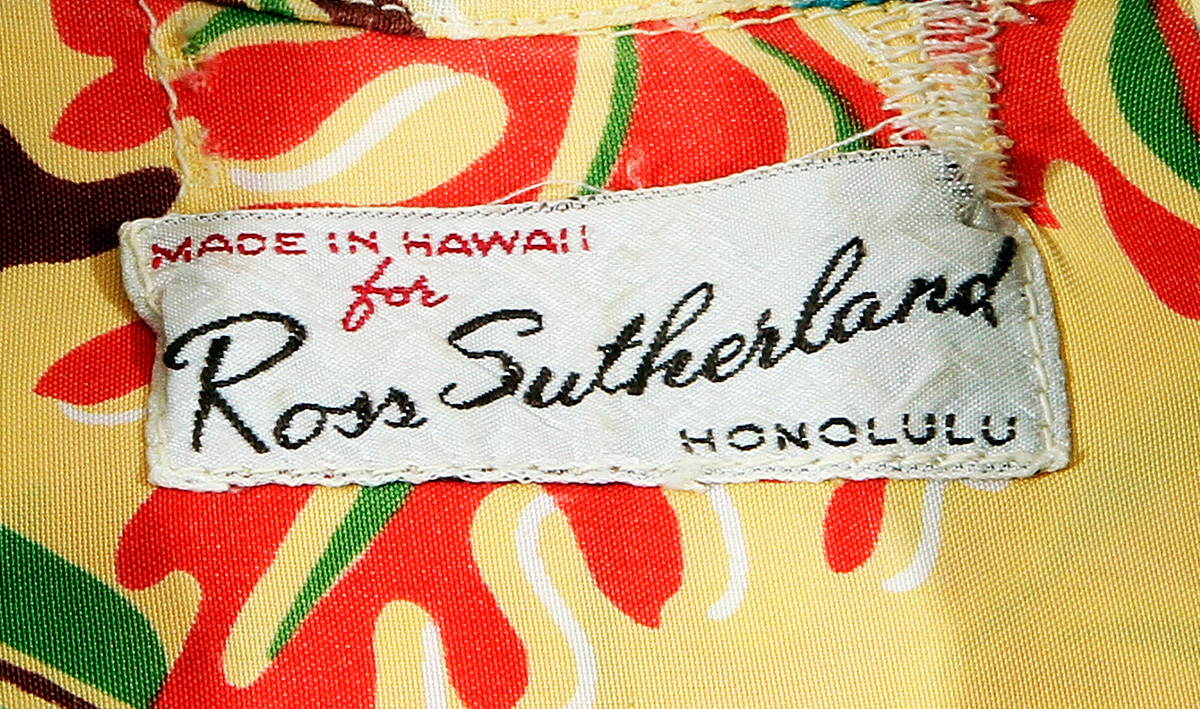 MADE IN HAWAII
for
Ross Sutherland
HONOLULU